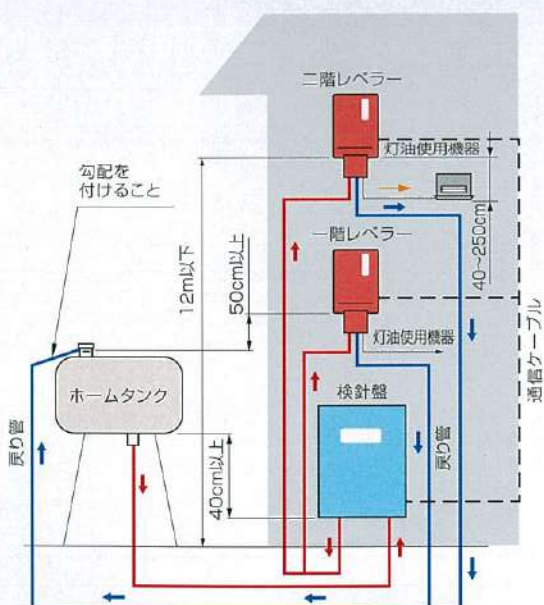 二階レベラー
灯油使用機器
勾配を
付けること
12m以下
50cm以上
40~250cm
一階レベラー
灯油使用機器
通信ケーブル
ホームタンク
検針盤
戻り管
40cm以上
戻り管